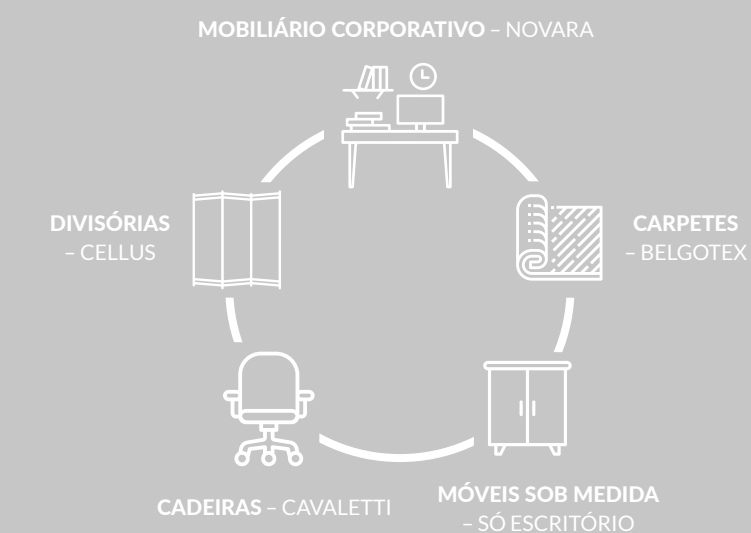 MOBILIÁRIO CORPORATIVO – NOVARA
DIVISÓRIAS
– CELLUS
CARPETES
– BELGOTEX
CADEIRAS – CAVALETTI
MÓVEIS SOB MEDIDA
– SÓ ESCRITÓRIO